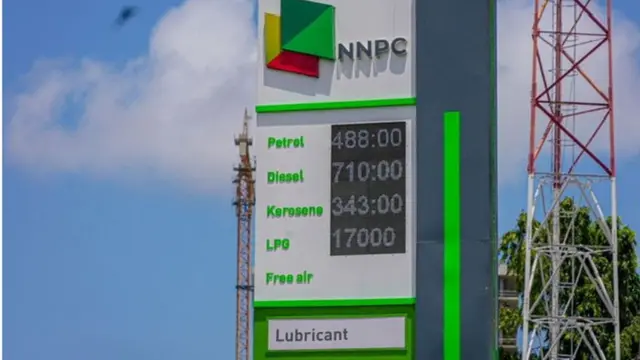 NNPC
Petrol 488:00
Diesel 710:00
Kerosene 343:00
LPG 17000
Free air
Lubricant